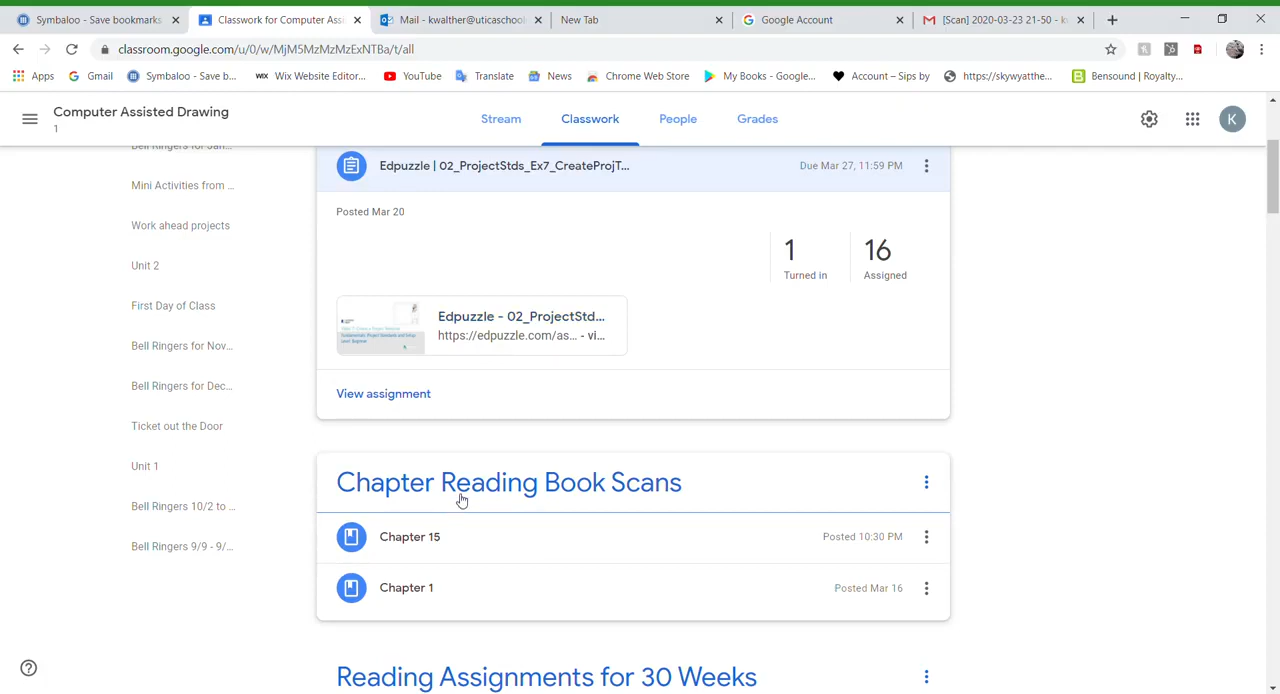 Symbaloo - Save bookmarks
Classwork for Computer Assi
Mail - kwalther@uticaschool
New Tab
Google Account
[Scan] 2020-03-23 21-50 - k
classroom.google.com/u/0/w/MjM5MzMzMzExNTBa/t/all
Apps
Gmail
Symbaloo - Save b...
Wix Website Editor...
YouTube
Translate
News
Chrome Web Store
My Books - Google...
Account – Sips by
https://skywyatthe...
Bensound | Royalty...
Computer Assisted Drawing
1
Stream
Classwork
People
Grades
K
Bell Ringers for Jan...
Mini Activities from ...
Work ahead projects
Unit 2
First Day of Class
Bell Ringers for Nov...
Bell Ringers for Dec...
Ticket out the Door
Unit 1
Bell Ringers 10/2 to ...
Bell Ringers 9/9 - 9/...
Edpuzzle | 02_ProjectStds_Ex7_CreateProjT...
Due Mar 27, 11:59 PM
Posted Mar 20
1
Turned in
16
Assigned
Edpuzzle - 02_ProjectStd...
https://edpuzzle.com/as... - vi...
View assignment
Chapter Reading Book Scans
Chapter 15
Posted 10:30 PM
Chapter 1
Posted Mar 16
Reading Assignments for 30 Weeks